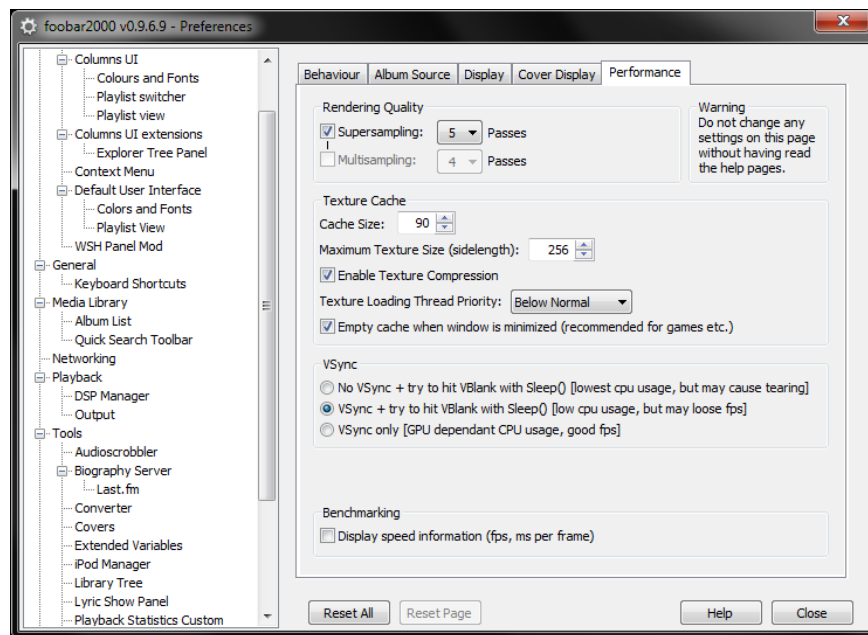 foobar2000 v0.9.6.9 - Preferences
Columns UI
Colours and Fonts
Playlist switcher
Playlist view
Columns UI extensions
Explorer Tree Panel
Context Menu
Default User Interface
Colors and Fonts
Playlist View
WSH Panel Mod
General
Keyboard Shortcuts
Media Library
Album List
Quick Search Toolbar
Networking
Playback
DSP Manager
Output
Tools
Audioscrobbler
Biography Server
Last.fm
Converter
Covers
Extended Variables
iPod Manager
Library Tree
Lyric Show Panel
Playback Statistics Custom
Behaviour Album Source Display Cover Display Performance
Rendering Quality
Supersampling: 5 Passes
Multisampling: 4 Passes
Warning
Do not change any
settings on this page
without having read
the help pages.
Texture Cache
Cache Size: 90
Maximum Texture Size (sidelength): 256
Enable Texture Compression
Texture Loading Thread Priority: Below Normal
Empty cache when window is minimized (recommended for games etc.)
VSync
No VSync + try to hit VBlank with Sleep() [lowest cpu usage, but may cause tearing]
VSync + try to hit VBlank with Sleep() [low cpu usage, but may loose fps]
VSync only [GPU dependant CPU usage, good fps]
Benchmarking
Display speed information (fps, ms per frame)
Reset All Reset Page Help Close